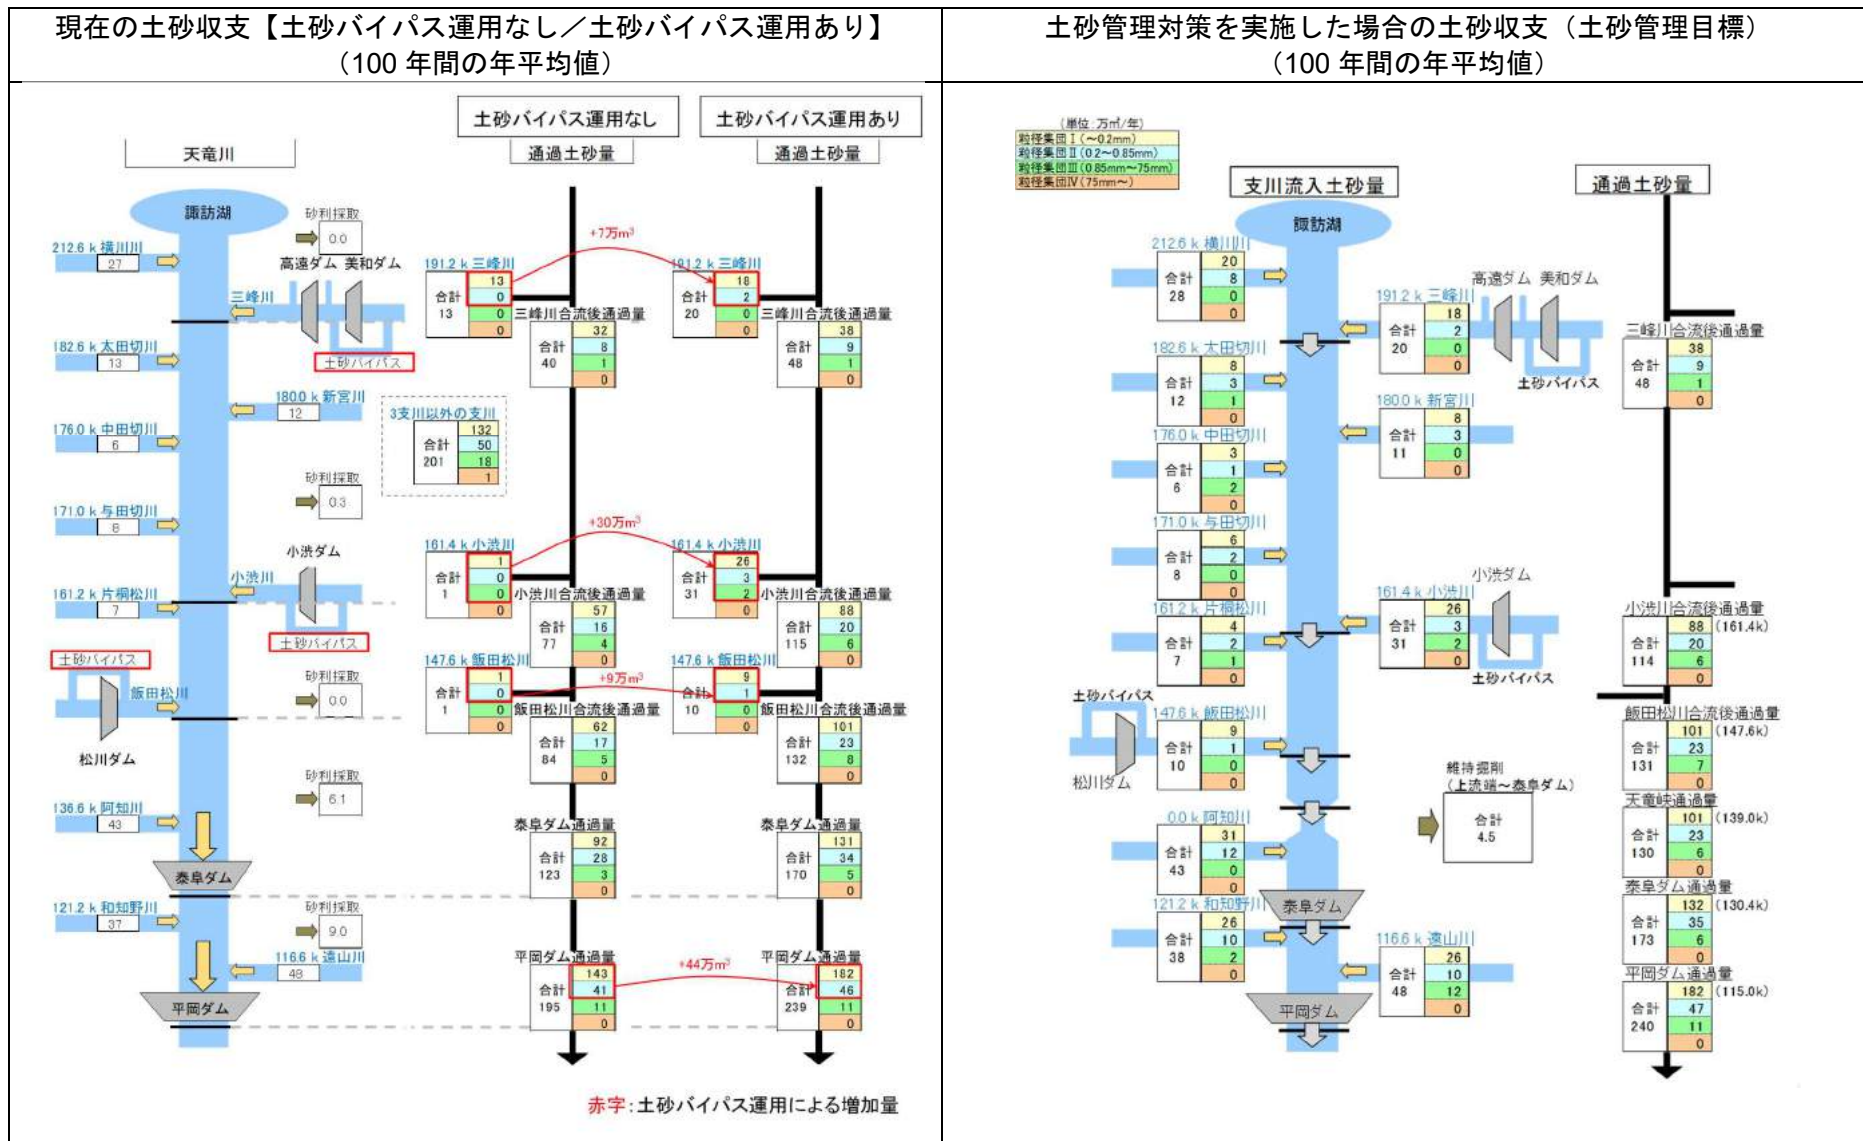 現在の土砂収支【土砂バイパス運用なし／土砂バイパス運用あり】
（100 年間の年平均値）
天竜川
土砂バイパス運用なし
土砂バイパス運用あり
通過土砂量
通過土砂量
諏訪湖
砂利採取
0.0
+7万m³
212.6 k 横川川
27
高遠ダム 美和ダム
三峰川
土砂バイパス
191.2 k 三峰川
合計
13
13
0
0
0
191.2 k 三峰川
合計
20
18
2
0
0
三峰川合流後通過量
合計
40
32
8
1
0
三峰川合流後通過量
合計
48
38
9
1
0
182.6 k 太田切川
13
180.0 k 新宮川
12
3支川以外の支川
合計
201
132
50
18
1
176.0 k 中田切川
6
砂利採取
0.3
171.0 k 与田切川
8
小渋ダム
小渋川
土砂バイパス
+30万m³
161.4 k 小渋川
合計
1
1
0
0
0
161.4 k 小渋川
合計
31
26
3
2
0
161.2 k 片桐松川
7
小渋川合流後通過量
合計
77
57
16
4
0
小渋川合流後通過量
合計
115
88
20
6
0
土砂バイパス
飯田松川
松川ダム
砂利採取
0.0
147.6 k 飯田松川
合計
1
1
0
0
0
+9万m³
147.6 k 飯田松川
合計
10
9
1
0
0
飯田松川合流後通過量
合計
84
62
17
5
0
飯田松川合流後通過量
合計
132
101
23
8
0
砂利採取
6.1
136.6 k 阿知川
43
泰阜ダム
泰阜ダム通過量
合計
123
92
28
3
0
泰阜ダム通過量
合計
170
131
34
5
0
121.2 k 和知野川
37
砂利採取
9.0
116.6 k 遠山川
48
平岡ダム
平岡ダム通過量
合計
195
143
41
11
0
+44万m³
平岡ダム通過量
合計
239
182
46
11
0
赤字：土砂バイパス運用による増加量
土砂管理対策を実施した場合の土砂収支（土砂管理目標）
（100 年間の年平均値）
（単位：万㎥/年）
粒径集団Ⅰ（～0.2mm）
粒径集団Ⅱ（0.2～0.85mm）
粒径集団Ⅲ（0.85mm～75mm）
粒径集団Ⅳ（75mm～）
支川流入土砂量
通過土砂量
諏訪湖
212.6 k 横川川
合計
28
20
8
0
0
191.2 k 三峰川
合計
20
18
2
0
0
高遠ダム 美和ダム
土砂バイパス
三峰川合流後通過量
合計
48
38
9
1
0
182.6 k 太田切川
合計
12
8
3
1
0
180.0 k 新宮川
合計
11
8
3
0
0
176.0 k 中田切川
合計
6
3
1
2
0
171.0 k 与田切川
合計
8
6
2
0
0
161.4 k 小渋川
合計
31
26
3
2
0
小渋ダム
土砂バイパス
161.2 k 片桐松川
合計
7
4
2
1
0
小渋川合流後通過量
合計
114
88 (161.4k)
20
6
0
土砂バイパス
松川ダム
147.6 k 飯田松川
合計
10
9
1
0
0
飯田松川合流後通過量
合計
131
101 (147.6k)
23
7
0
維持掘削
（上流端～泰阜ダム）
合計
4.5
天竜峡通過量
合計
130
101 (139.0k)
23
6
0
0.0 k 阿知川
合計
43
31
12
0
0
泰阜ダム
泰阜ダム通過量
合計
173
132 (130.4k)
35
6
0
121.2 k 和知野川
合計
38
26
10
2
0
116.6 k 遠山川
合計
48
26
10
12
0
平岡ダム
平岡ダム通過量
合計
240
182 (115.0k)
47
11
0